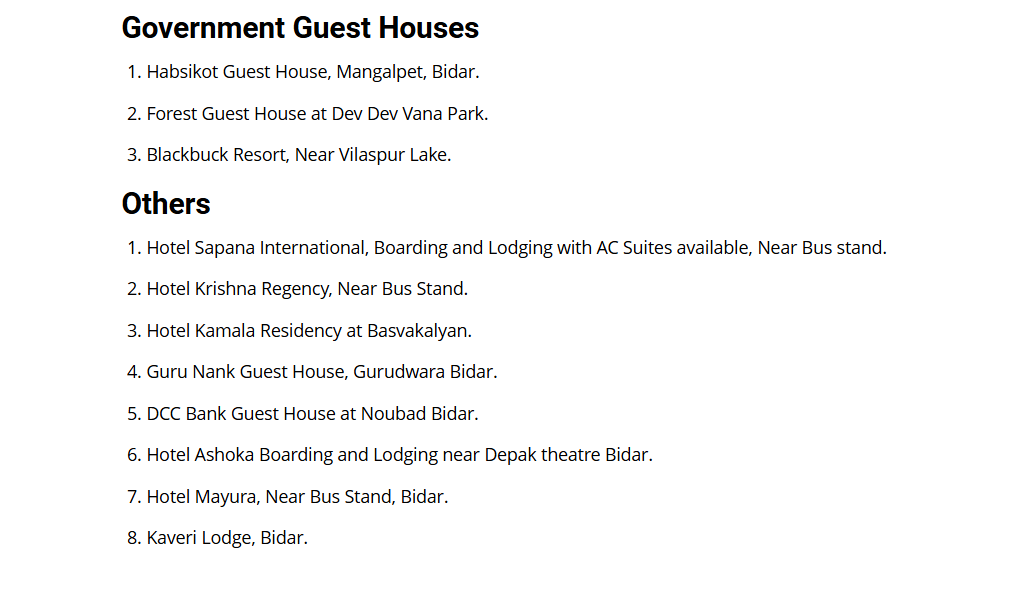 Government Guest Houses
1. Habsikot Guest House, Mangalpet, Bidar.
2. Forest Guest House at Dev Dev Vana Park.
3. Blackbuck Resort, Near Vilaspur Lake.
Others
1. Hotel Sapana International, Boarding and Lodging with AC Suites available, Near Bus stand.
2. Hotel Krishna Regency, Near Bus Stand.
3. Hotel Kamala Residency at Basvakalyan.
4. Guru Nank Guest House, Gurudwara Bidar.
5. DCC Bank Guest House at Noubad Bidar.
6. Hotel Ashoka Boarding and Lodging near Depak theatre Bidar.
7. Hotel Mayura, Near Bus Stand, Bidar.
8. Kaveri Lodge, Bidar.